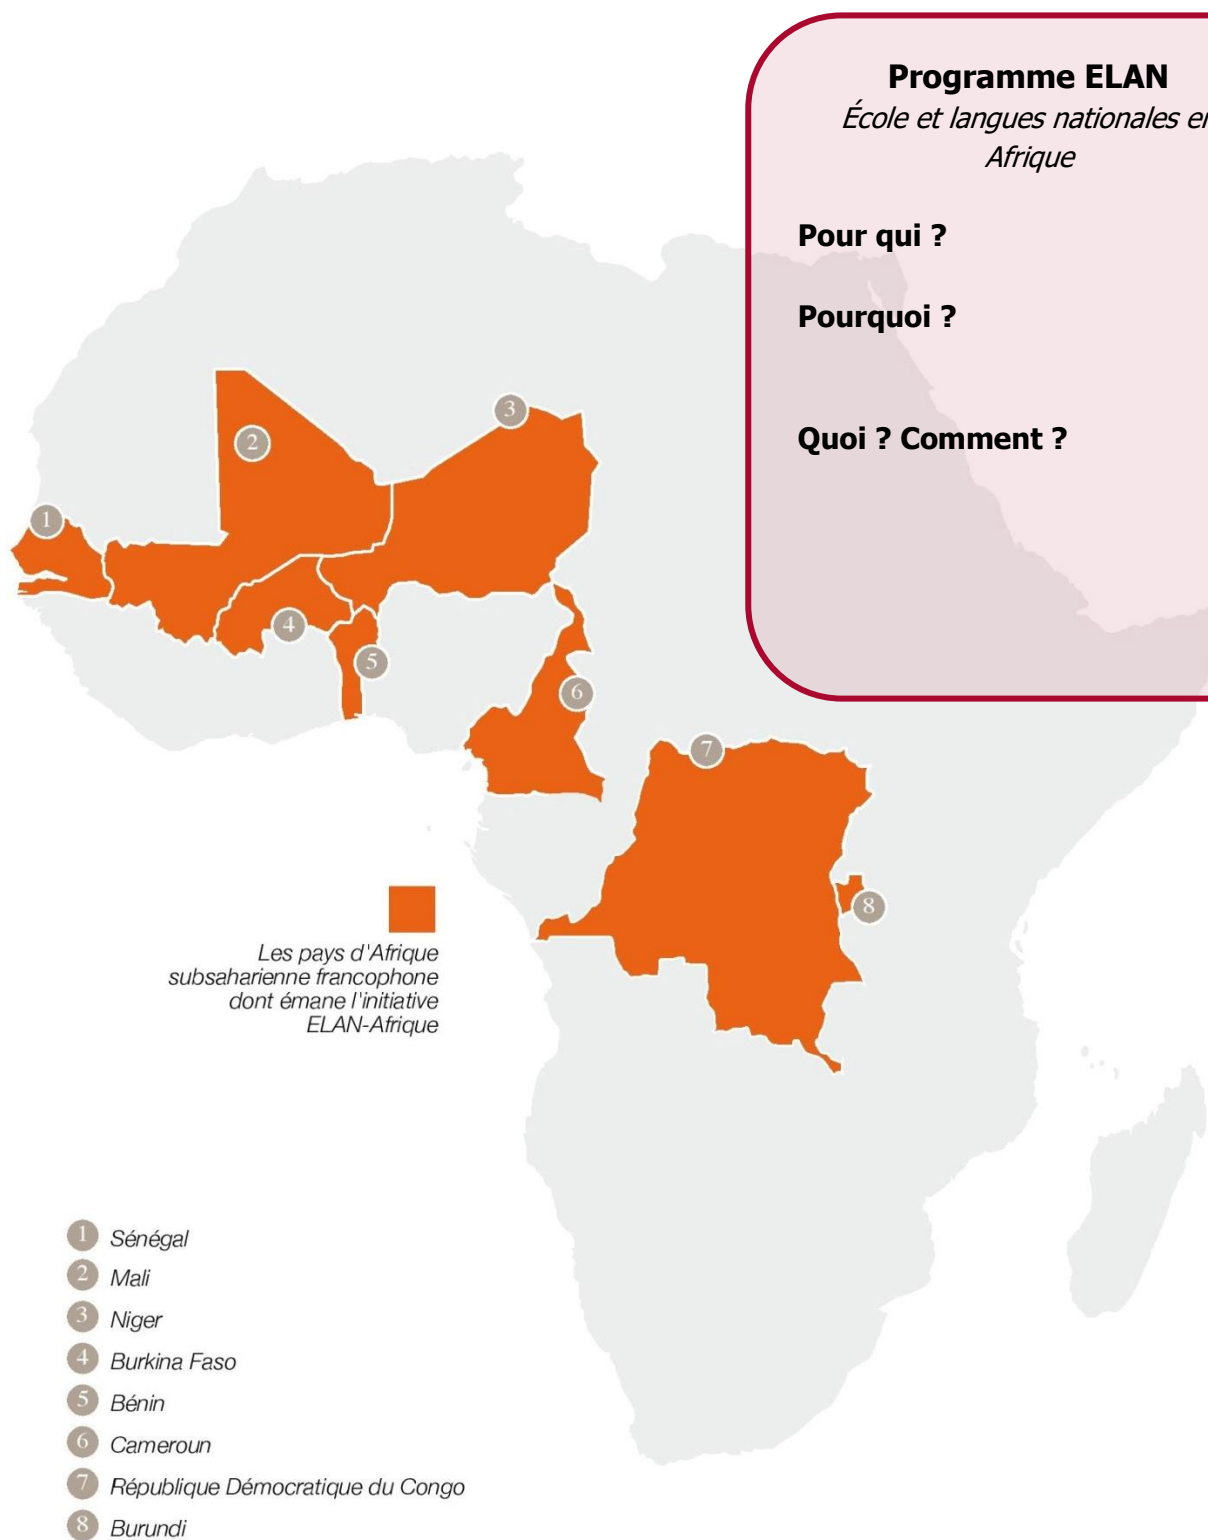 Programme ELAN
École et langues nationales en
Afrique
Pour qui ?
Pourquoi ?
Quoi ? Comment ?
1
2
3
4
5
6
7
8
Les pays d'Afrique
subsaharienne francophone
dont émane l'initiative
ELAN-Afrique
1 Sénégal
2 Mali
3 Niger
4 Burkina Faso
5 Bénin
6 Cameroun
7 République Démocratique du Congo
8 Burundi